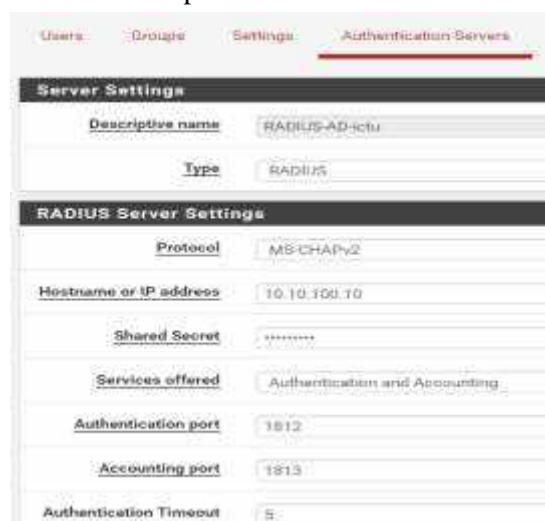 Users Groups Settings Authentication Servers
Server Settings
Descriptive name RADIUS-AD-ictu
Type RADIUS
RADIUS Server Settings
Protocol MS-CHAPv2
Hostname or IP address 10.10.100.10
Shared Secret •••••••••
Services offered Authentication and Accounting
Authentication port 1812
Accounting port 1813
Authentication Timeout 5